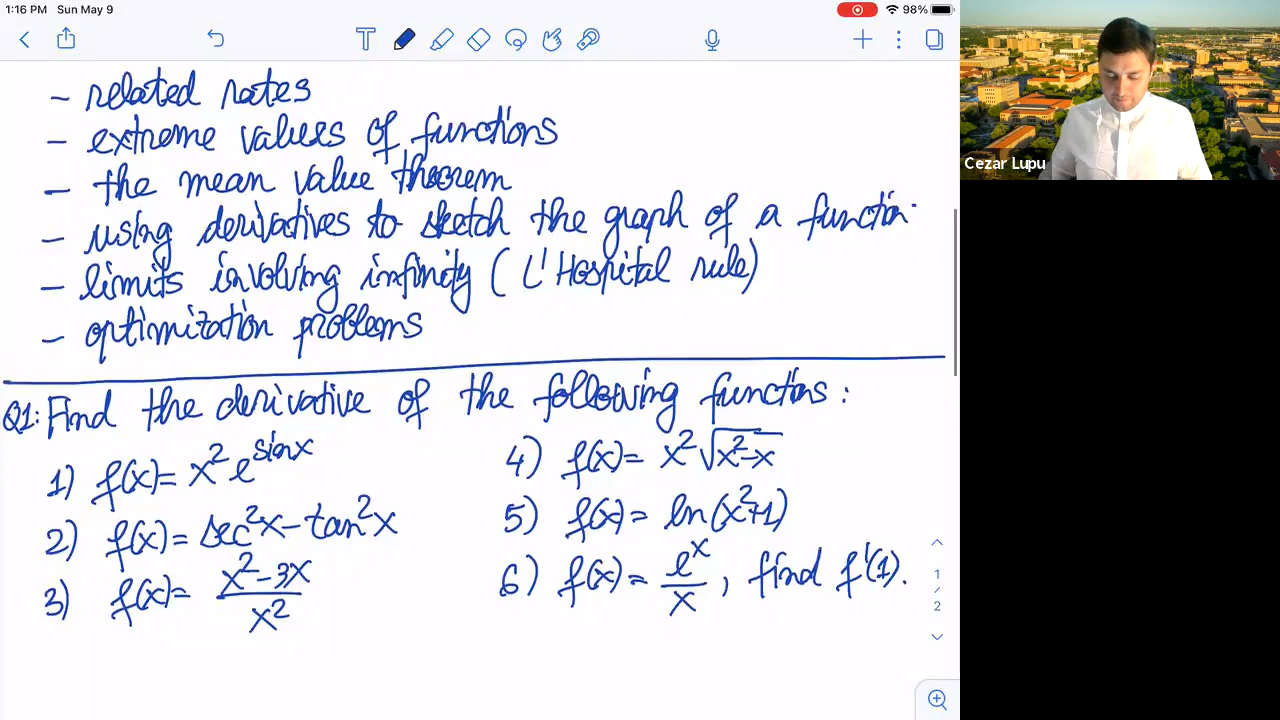 1:16 PM Sun May 9
98%
- related rates
- extreme values of functions
- the mean value theorem
- using derivatives to sketch the graph of a function.
- limits involving infinity (L'Hospital rule)
- optimization problems
Q1: Find the derivative of the following functions:
1) f(x) = x² e^{sinx}
2) f(x) = sec²x - tan²x
3) f(x) = (x² - 3x)/x²
4) f(x) = x² √(x² - x)
5) f(x) = ln(x²+1)
6) f(x) = e^x/x, find f'(1).
1
/
2
Cezar Lupu